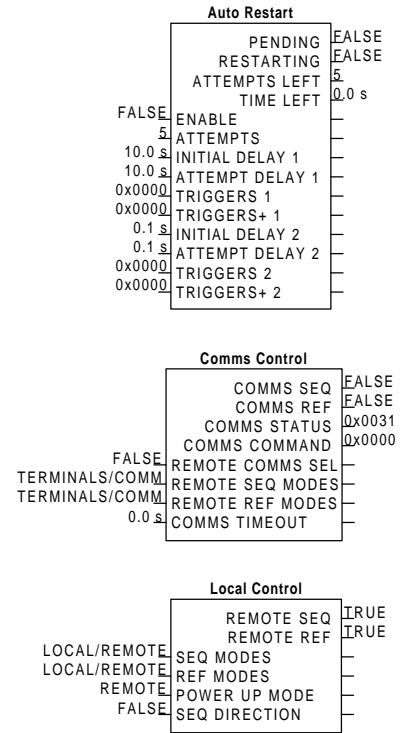 Auto Restart
PENDING FALSE
RESTARTING FALSE
ATTEMPTS LEFT 5
TIME LEFT 0.0 s
FALSE ENABLE
5 ATTEMPTS
10.0 s INITIAL DELAY 1
10.0 s ATTEMPT DELAY 1
0x0000 TRIGGERS 1
0x0000 TRIGGERS+ 1
0.1 s INITIAL DELAY 2
0.1 s ATTEMPT DELAY 2
0x0000 TRIGGERS 2
0x0000 TRIGGERS+ 2
Comms Control
COMMS SEQ FALSE
COMMS REF FALSE
COMMS STATUS 0x0031
COMMS COMMAND 0x0000
FALSE REMOTE COMMS SEL
TERMINALS/COMM REMOTE SEQ MODES
TERMINALS/COMM REMOTE REF MODES
0.0 s COMMS TIMEOUT
Local Control
REMOTE SEQ TRUE
REMOTE REF TRUE
LOCAL/REMOTE SEQ MODES
LOCAL/REMOTE REF MODES
REMOTE POWER UP MODE
FALSE SEQ DIRECTION